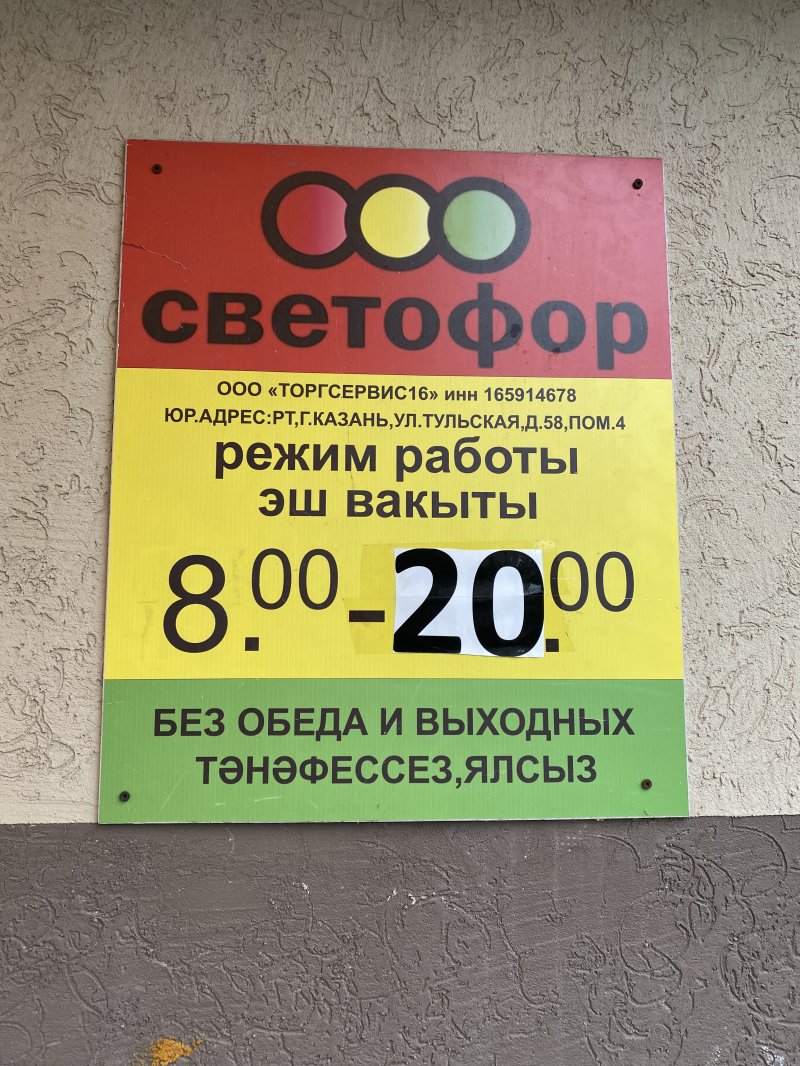 светофор
ООО «ТОРГСЕРВИС16» инн 165914678
ЮР.АДРЕС:РТ,Г.КАЗАНЬ,УЛ.ТУЛЬСКАЯ,Д.58,ПОМ.4
режим работы
эш вакыты
8.00-20.00
БЕЗ ОБЕДА И ВЫХОДНЫХ
ТӘНӘФЕССЕЗ,ЯЛСЫЗ